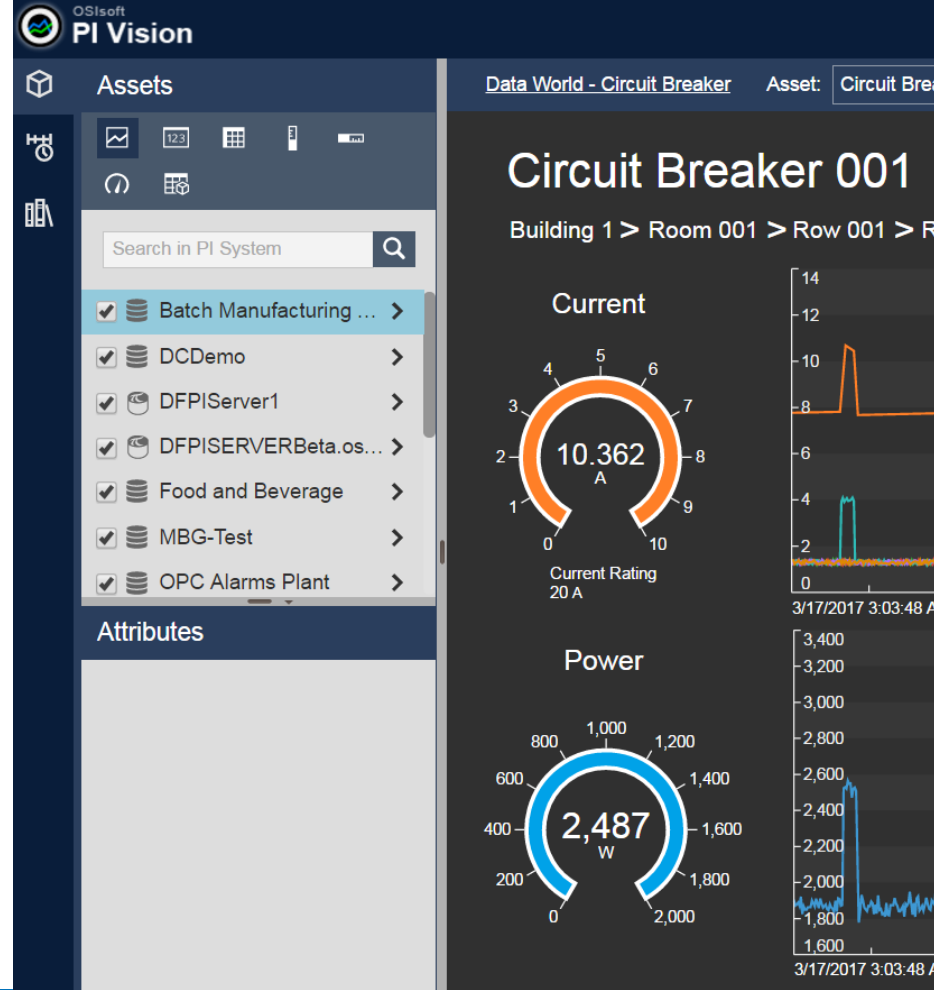 OSIsoft
PI Vision
Assets
123
Search in PI System
Batch Manufacturing ...
DCDemo
DFPIServer1
DFPISERVERBeta.os...
Food and Beverage
MBG-Test
OPC Alarms Plant
Attributes
Data World - Circuit Breaker Asset: Circuit Brea
Circuit Breaker 001
Building 1 > Room 001 > Row 001 > R
Current
0 1 2 3 4 5 6 7 8 9 10
10.362
A
Current Rating
20 A
14
12
10
8
6
4
2
0
3/17/2017 3:03:48 A
Power
0 200 400 600 800 1,000 1,200 1,400 1,600 1,800 2,000
2,487
W
3,400
3,200
3,000
2,800
2,600
2,400
2,200
2,000
1,800
1,600
3/17/2017 3:03:48 A